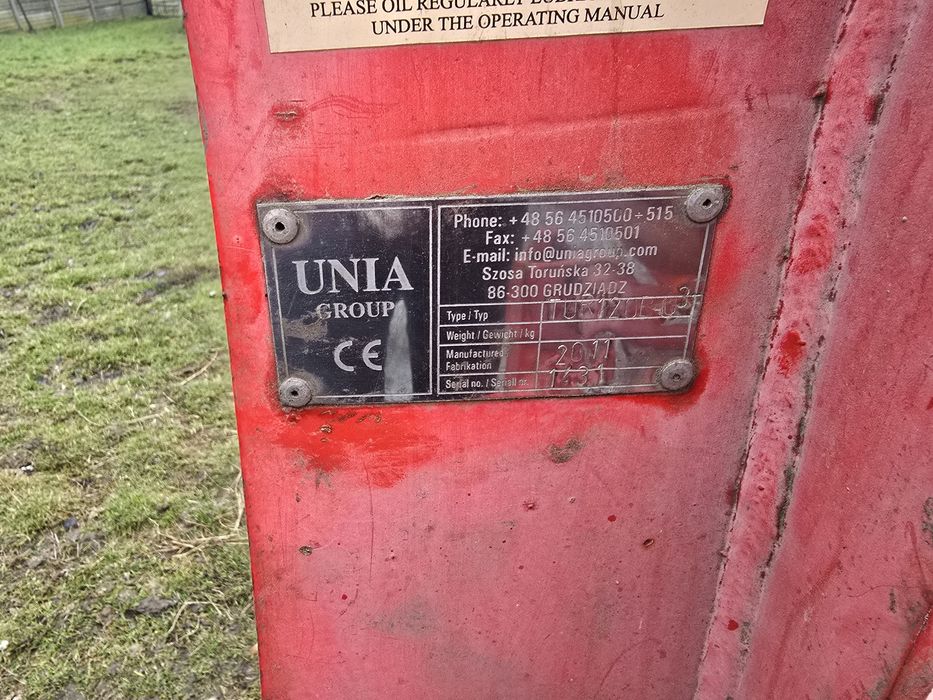 PLEASE OIL REGULARLY
UNDER THE OPERATING MANUAL
UNIA
GROUP
CE
Phone: +48 56 4510500÷515
Fax: +48 56 4510501
E-mail: info@uniagroup.com
Szosa Toruńska 32-38
86-300 GRUDZIĄDZ
Type / Typ
Weight / Gewicht / kg
Manufactured / Fabrikation 2011
Serial no. / Seriall nr. 1431